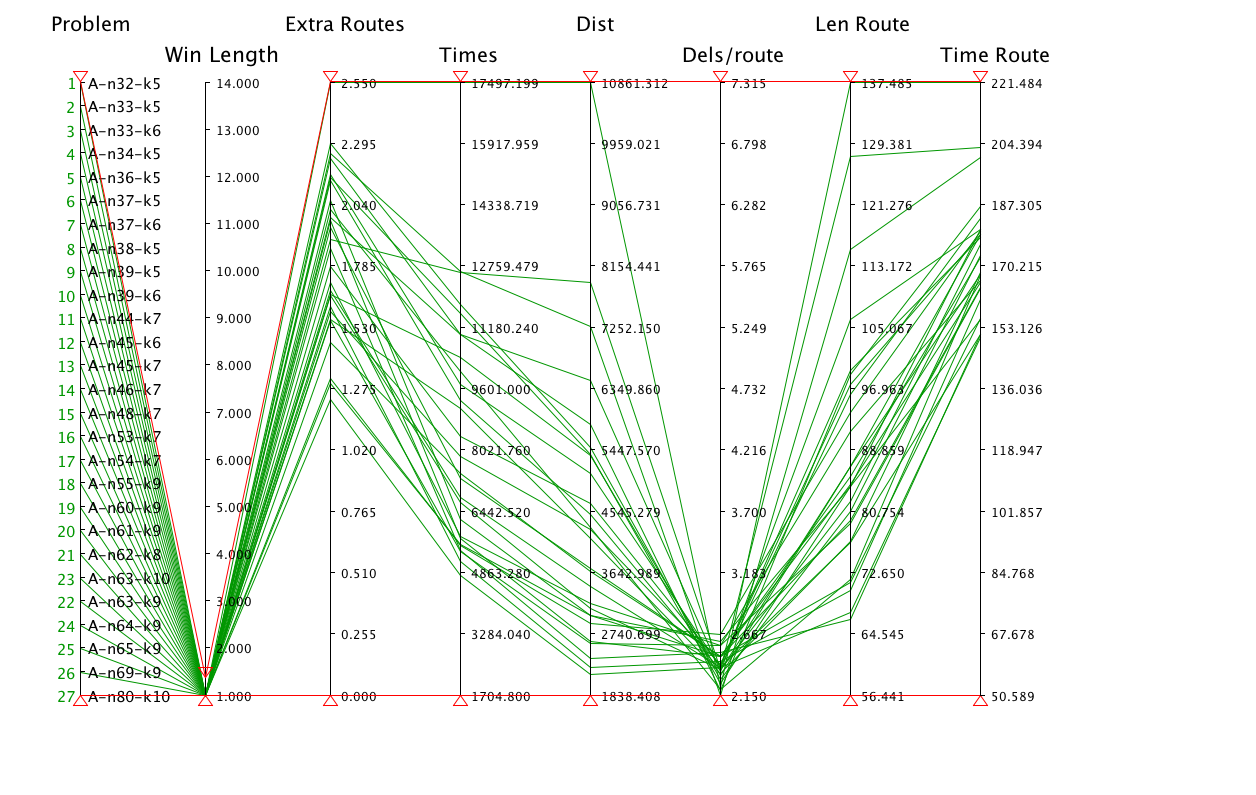 Problem
Extra Routes
Dist
Len Route
Win Length
Times
Dels/route
Time Route
1 A-n32-k5 14.000 2.550 17497.199 10861.312 7.315 137.485 221.484
2 A-n33-k5
3 A-n33-k6 13.000
2.295 15917.959 9959.021 6.798 129.381 204.394
4 A-n34-k5
5 A-n36-k5 12.000
6 A-n37-k5 2.040 14338.719 9056.731 6.282 121.276 187.305
7 A-n37-k6 11.000
8 A-n38-k5
9 A-n39-k5 10.000 1.785 12759.479 8154.441 5.765 113.172 170.215
10 A-n39-k6
11 A-n44-k7 9.000 1.530 11180.240 7252.150 5.249 105.067 153.126
12 A-n45-k6
13 A-n45-k7 8.000
14 A-n46-k7 1.275 9601.000 6349.860 4.732 96.963 136.036
15 A-n48-k7 7.000
16 A-n53-k7
1.020 8021.760 5447.570 4.216 88.859 118.947
17 A-n54-k7 6.000
18 A-n55-k9
19 A-n60-k9 5.000 0.765 6442.520 4545.279 3.700 80.754 101.857
20 A-n61-k9
21 A-n62-k8 4.000
23 A-n63-k10 0.510 4863.280 3642.989 3.183 72.650 84.768
22 A-n63-k9 3.000
24 A-n64-k9 0.255 3284.040 2740.699 2.667 64.545 67.678
25 A-n65-k9 2.000
26 A-n69-k9
27 A-n80-k10 1.000 0.000 1704.800 1838.408 2.150 56.441 50.589